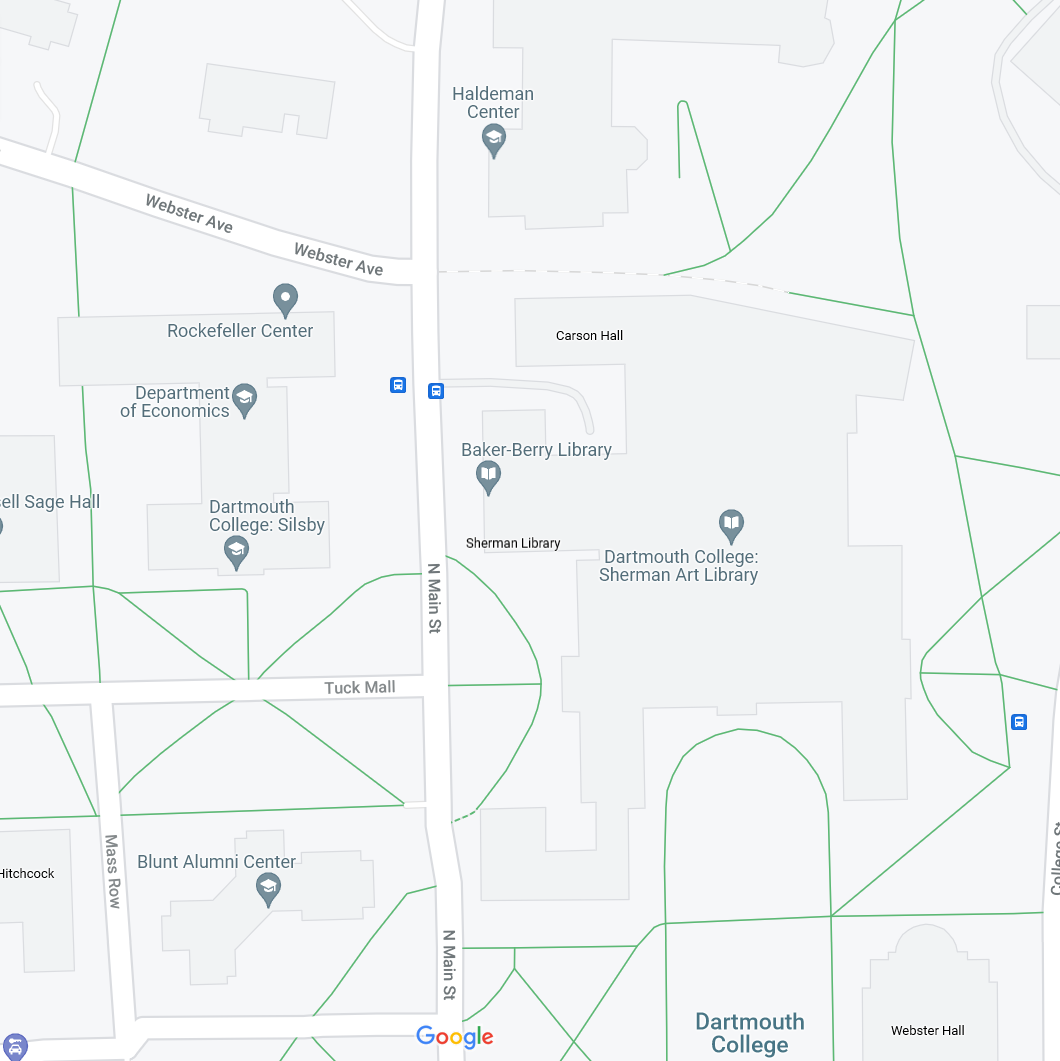 Haldeman
Center
Webster Ave
Webster Ave
Rockefeller Center
Carson Hall
Department
of Economics
Baker-Berry Library
ell Sage Hall
Dartmouth
College: Silsby
Sherman Library
Dartmouth College:
Sherman Art Library
N Main St
Tuck Mall
Mass Row
Blunt Alumni Center
Hitchcock
College St
N Main St
Google
Dartmouth
College
Webster Hall